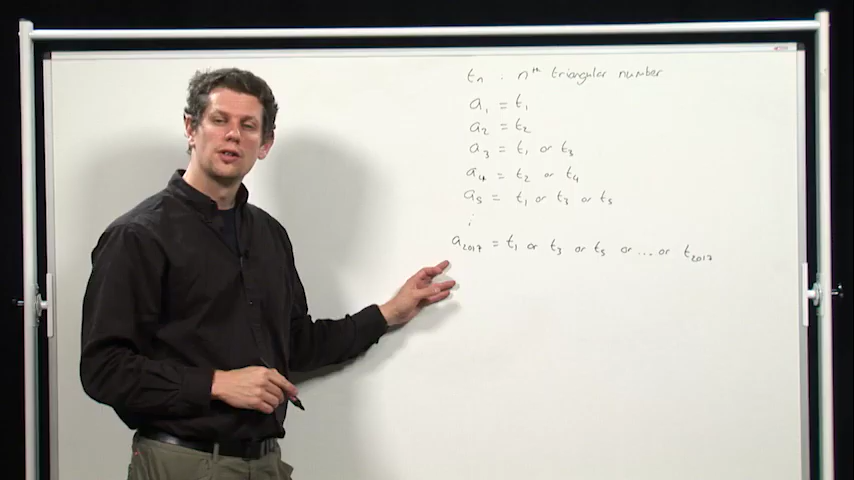 tn . nth triangular number
a1 = t1
a2 = t2
a3 = t1 or t3
a4 = t2 or t4
a5 = t1 or t3 or t5
⋮
a2017 = t1 or t3 or t5 or ... or t2017